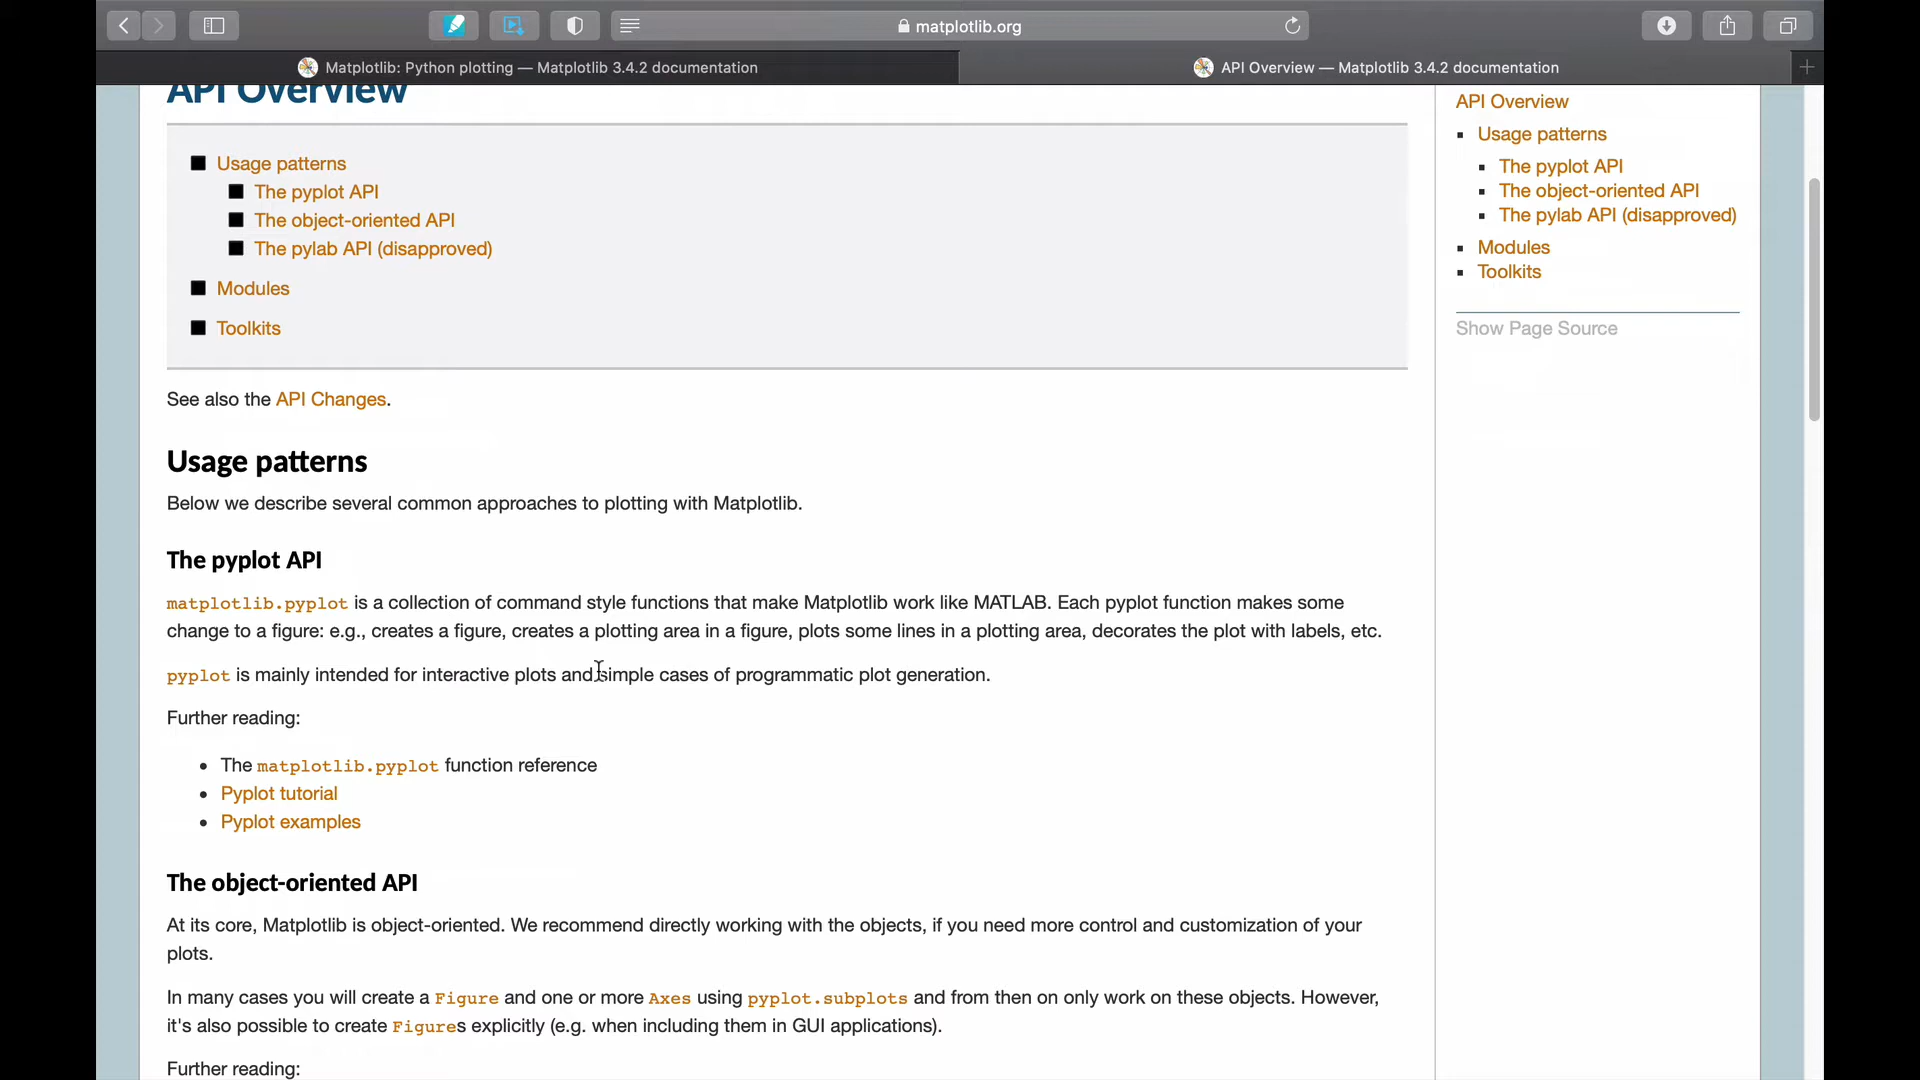 matplotlib.org
Matplotlib: Python plotting — Matplotlib 3.4.2 documentation
API Overview — Matplotlib 3.4.2 documentation
API Overview
Usage patterns
The pyplot API
The object-oriented API
The pylab API (disapproved)
Modules
Toolkits
See also the API Changes.
Usage patterns
Below we describe several common approaches to plotting with Matplotlib.
The pyplot API
matplotlib.pyplot is a collection of command style functions that make Matplotlib work like MATLAB. Each pyplot function makes some
change to a figure: e.g., creates a figure, creates a plotting area in a figure, plots some lines in a plotting area, decorates the plot with labels, etc.
pyplot is mainly intended for interactive plots and simple cases of programmatic plot generation.
Further reading:
The matplotlib.pyplot function reference
Pyplot tutorial
Pyplot examples
The object-oriented API
At its core, Matplotlib is object-oriented. We recommend directly working with the objects, if you need more control and customization of your
plots.
In many cases you will create a Figure and one or more Axes using pyplot.subplots and from then on only work on these objects. However,
it's also possible to create Figures explicitly (e.g. when including them in GUI applications).
Further reading:
API Overview
Usage patterns
The pyplot API
The object-oriented API
The pylab API (disapproved)
Modules
Toolkits
Show Page Source